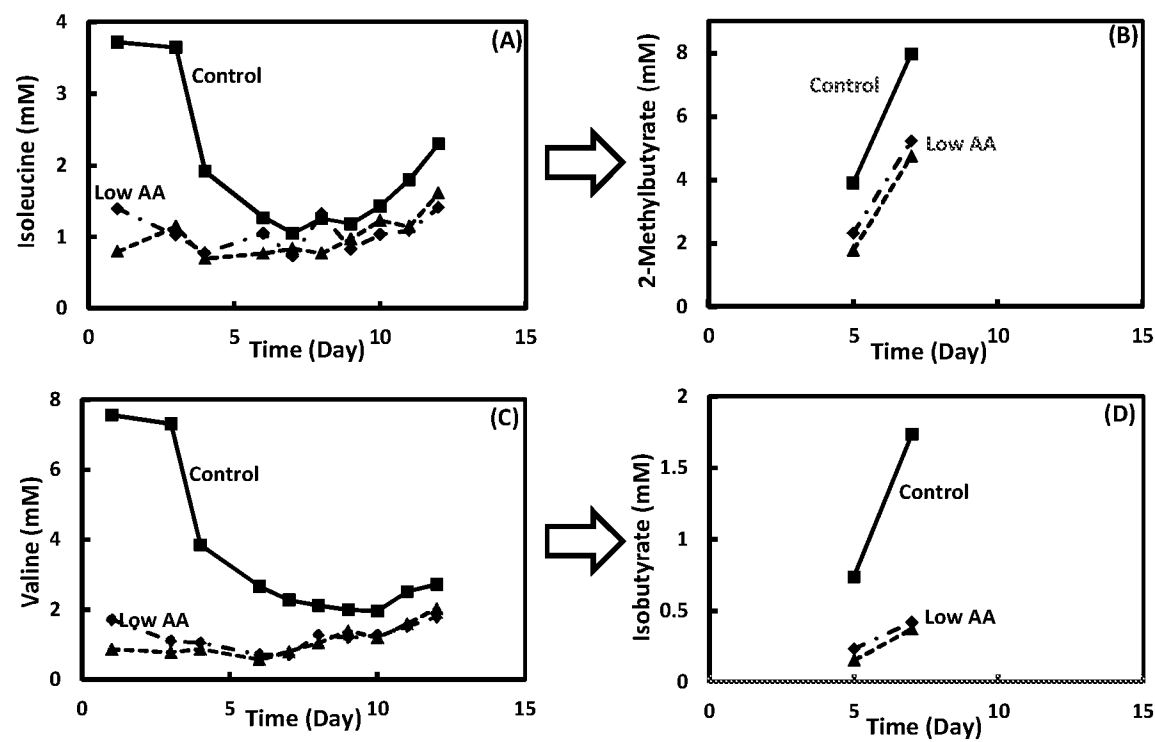 (A)
Isoleucine (mM)
4
3
2
1
0
Control
Low AA
0
5
10
15
Time (Day)
(B)
2-Methylbutyrate (mM)
8
6
4
2
0
Control
Low AA
0
5
10
15
Time (Day)
(C)
Valine (mM)
8
6
4
2
0
Control
Low AA
0
5
10
15
Time (Day)
(D)
Isobutyrate (mM)
2
1.5
1
0.5
0
Control
Low AA
0
5
10
15
Time (Day)